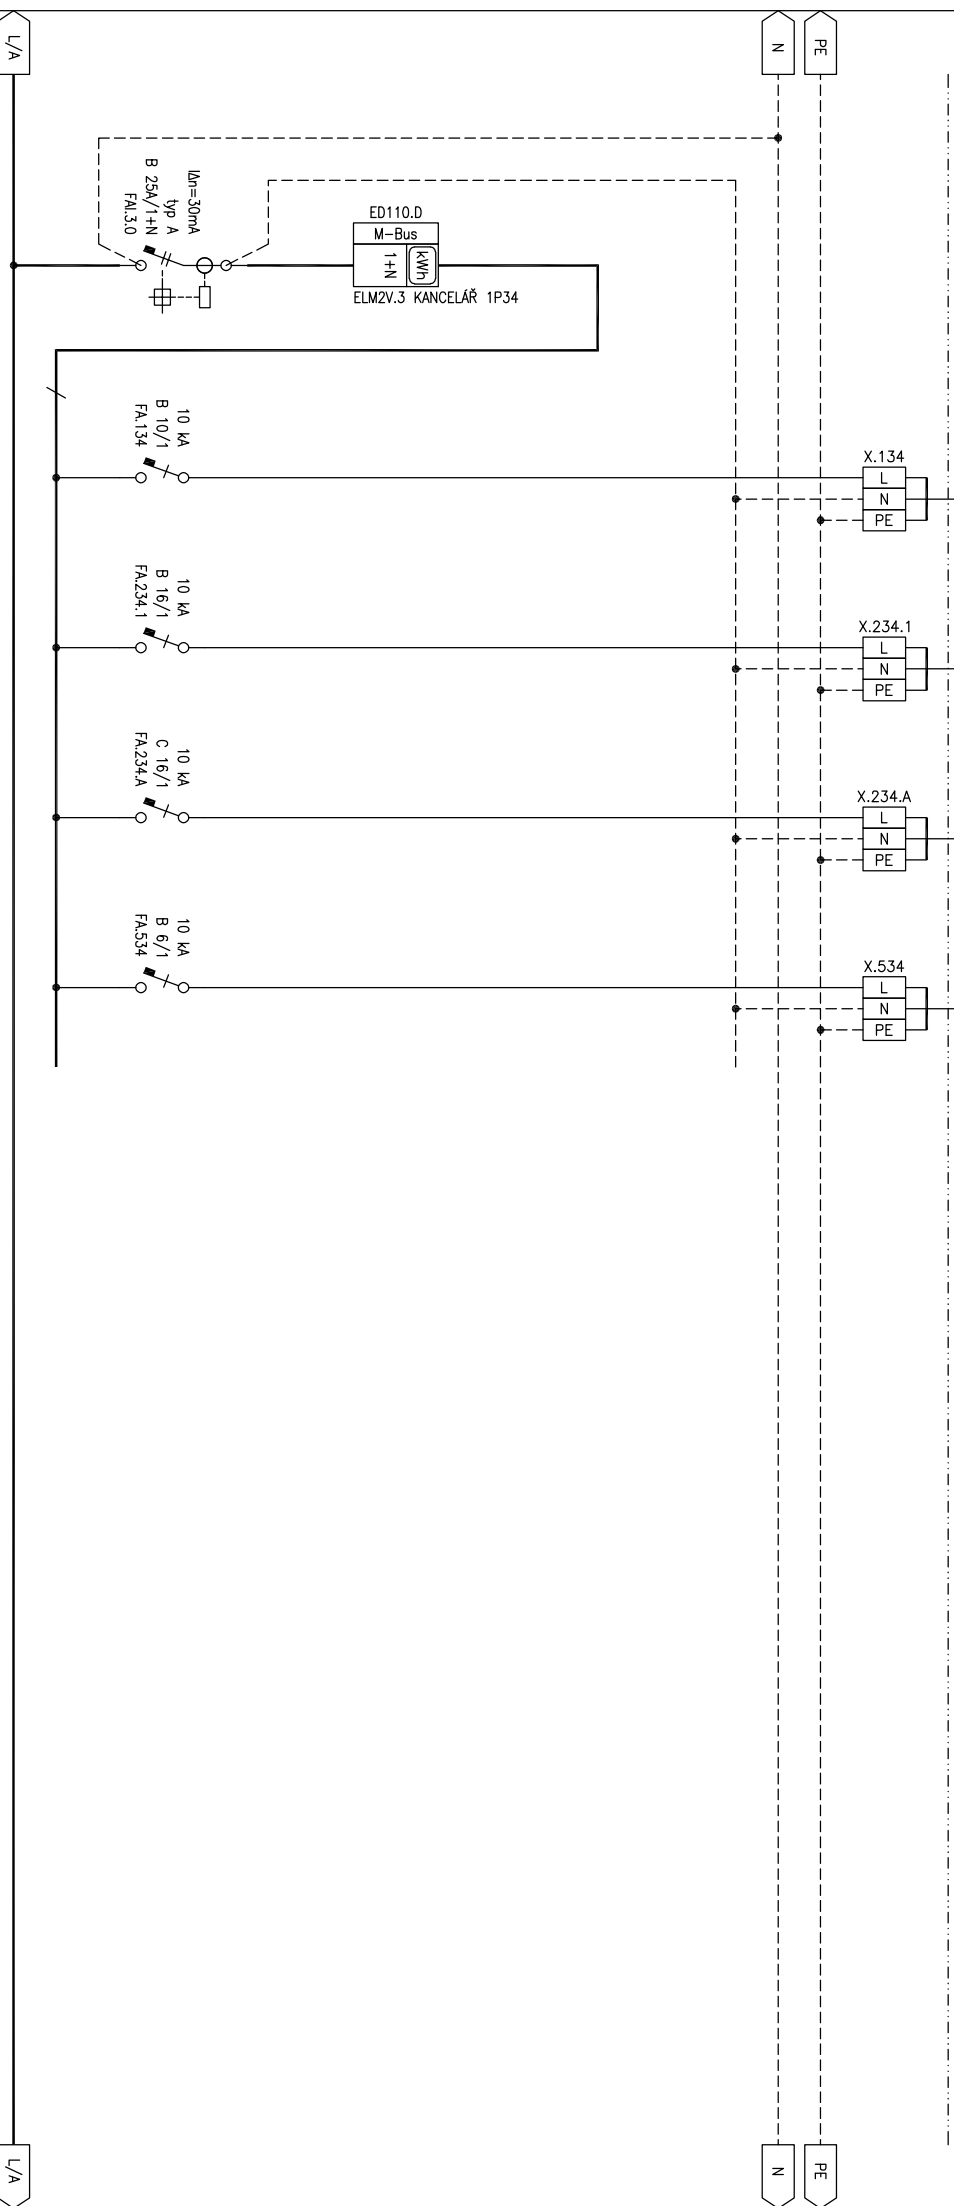 L/A
N
PE
IΔn=30mA
typ A
B 25A/1+N
FAI.3.0
ED110.D
M-Bus
kWh
1+N
ELM2V.3 KANCELÁŘ 1P34
10 kA
B 10/1
FA.134
X.134
L
N
PE
10 kA
B 16/1
FA.234.1
X.234.1
L
N
PE
10 kA
C 16/1
FA.234.A
X.234.A
L
N
PE
10 kA
B 6/1
FA.534
X.534
L
N
PE
L/A
N
PE